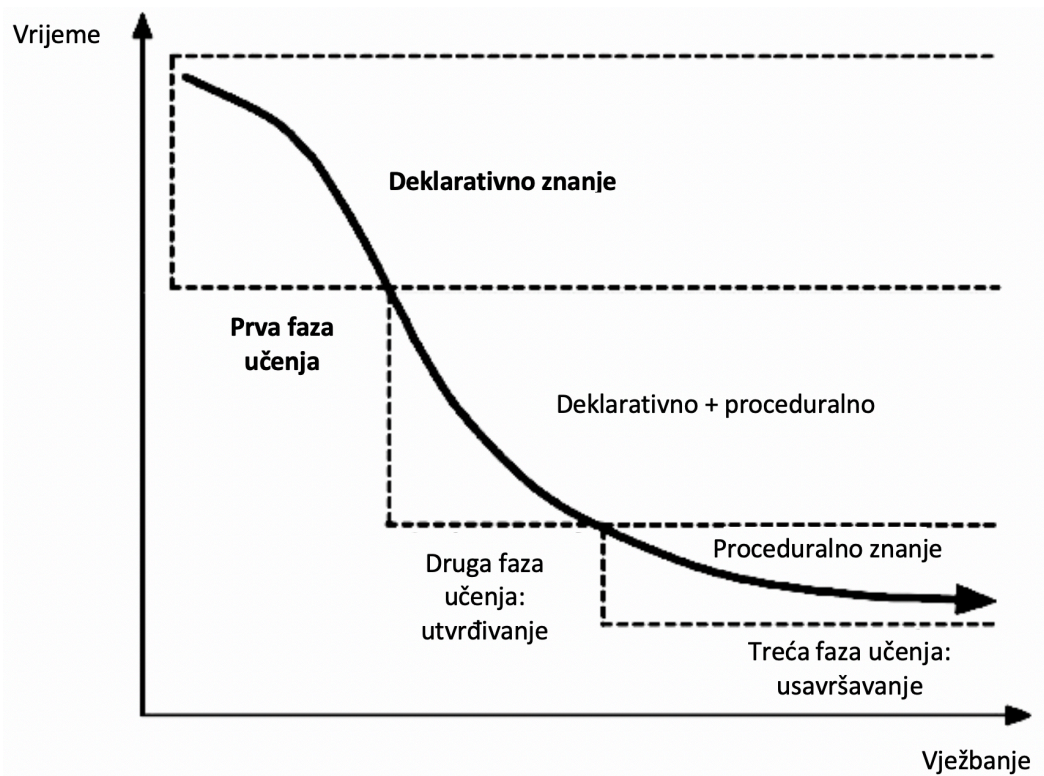 Vrijeme
Deklarativno znanje
Prva faza
učenja
Deklarativno + proceduralno
Proceduralno znanje
Druga faza
učenja:
utvrđivanje
Treća faza učenja:
usavršavanje
Vježbanje